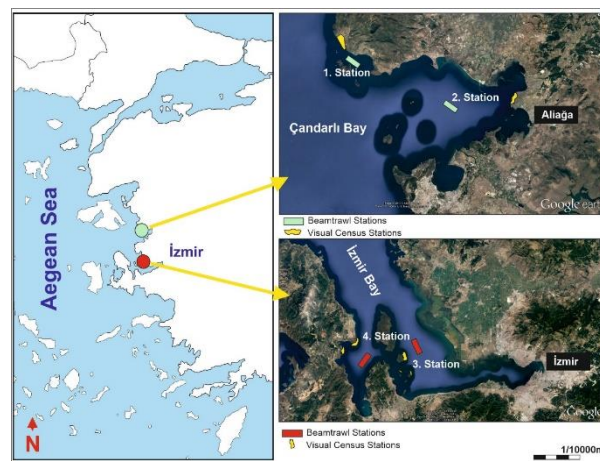 Aegean Sea
İzmir
N
1. Station
2. Station
Aliağa
Çandarlı Bay
Google earth
Beamtrawl Stations
Visual Census Stations
İzmir Bay
4. Station
3. Station
İzmir
Google
Beamtrawl Stations
Visual Census Stations
1/10000m